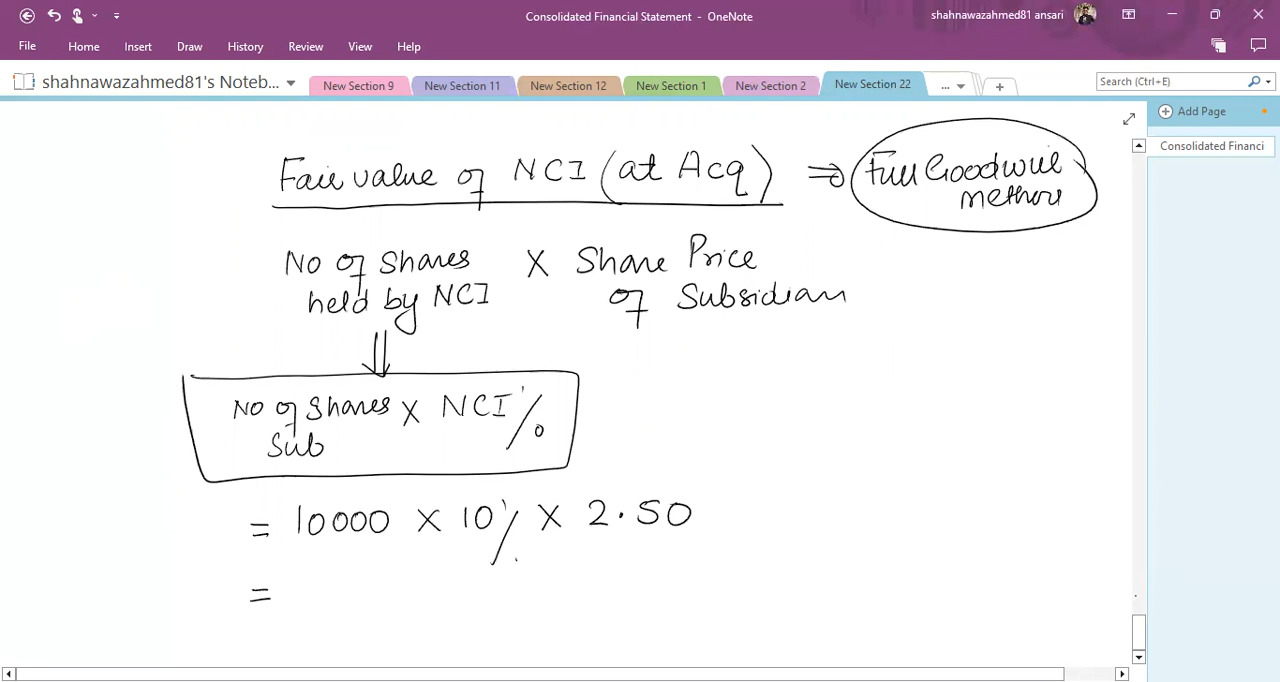 Consolidated Financial Statement - OneNote
shahnawazahmed81 ansari
File Home Insert Draw History Review View Help
shahnawazahmed81's Noteb... New Section 9 New Section 11 New Section 12 New Section 1 New Section 2 New Section 22 ... Search (Ctrl+E)
Add Page
Consolidated Financi
Fair value of NCI (at Acq) ⇒ Full Goodwill
method
No of Shares X Share Price
held by NCI of Subsidiary
No of Shares X NCI %
Sub
= 10000 X 10% X 2.50
=